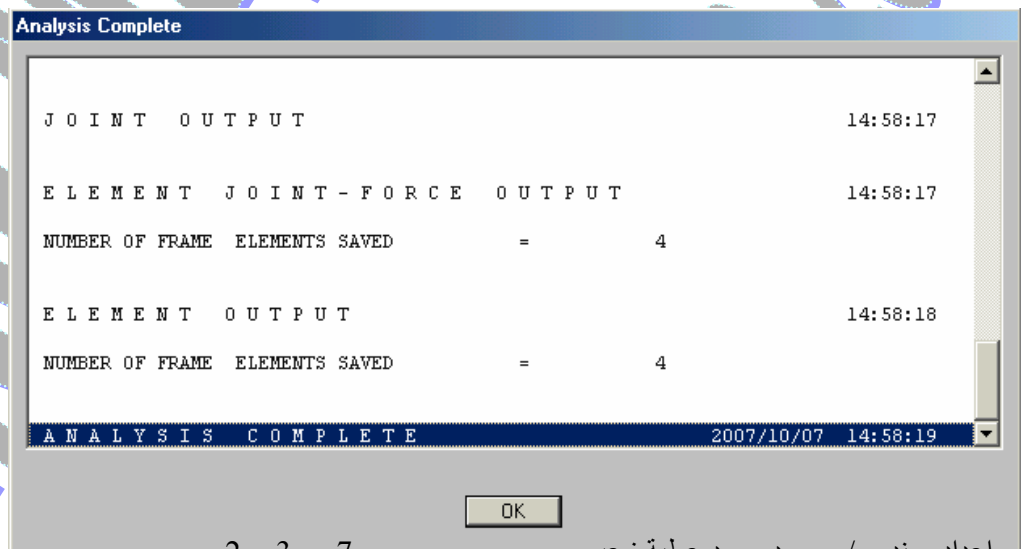 Analysis Complete
J O I N T O U T P U T 14:58:17
E L E M E N T J O I N T - F O R C E O U T P U T 14:58:17
NUMBER OF FRAME ELEMENTS SAVED = 4
E L E M E N T O U T P U T 14:58:18
NUMBER OF FRAME ELEMENTS SAVED = 4
A N A L Y S I S C O M P L E T E 2007/10/07 14:58:19
OK